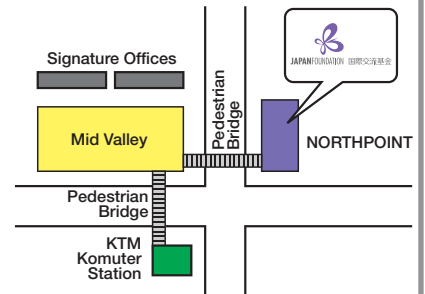 Signature Offices
JAPANFOUNDATION 国際交流基金
Pedestrian
Bridge
Mid Valley
NORTHPOINT
Pedestrian
Bridge
KTM
Komuter
Station